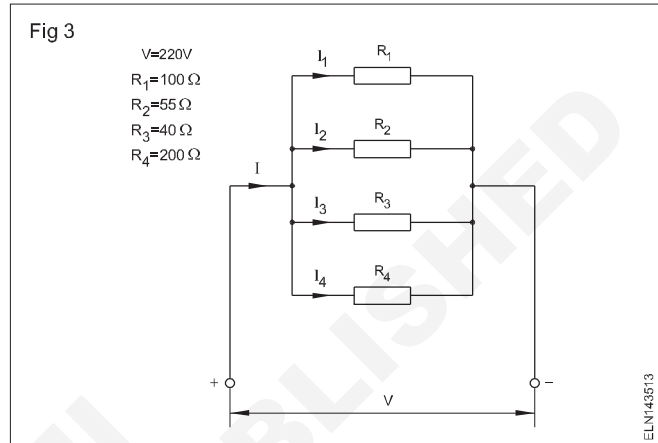 Fig 3
V=220V
R1=100 Ω
R2=55 Ω
R3=40 Ω
R4=200 Ω
I1
R1
I2
R2
I
I3
R3
I4
R4
+
–
V
ELN143513
BLISHED